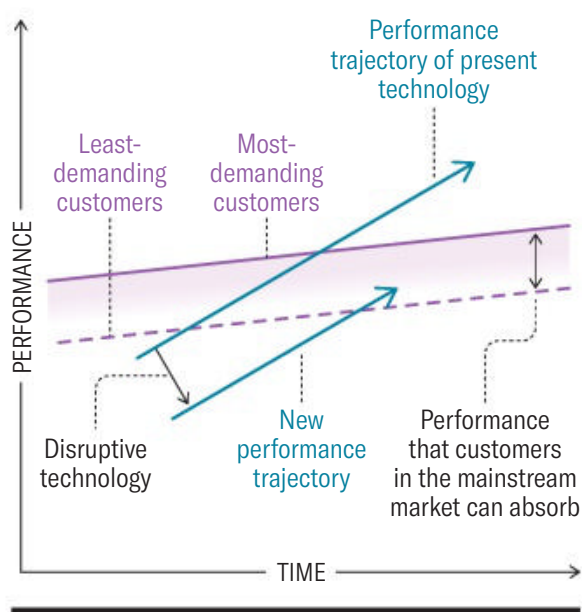 Performance
trajectory of present
technology
Least-
demanding
customers
Most-
demanding
customers
PERFORMANCE
Disruptive
technology
New
performance
trajectory
Performance
that customers
in the mainstream
market can absorb
TIME